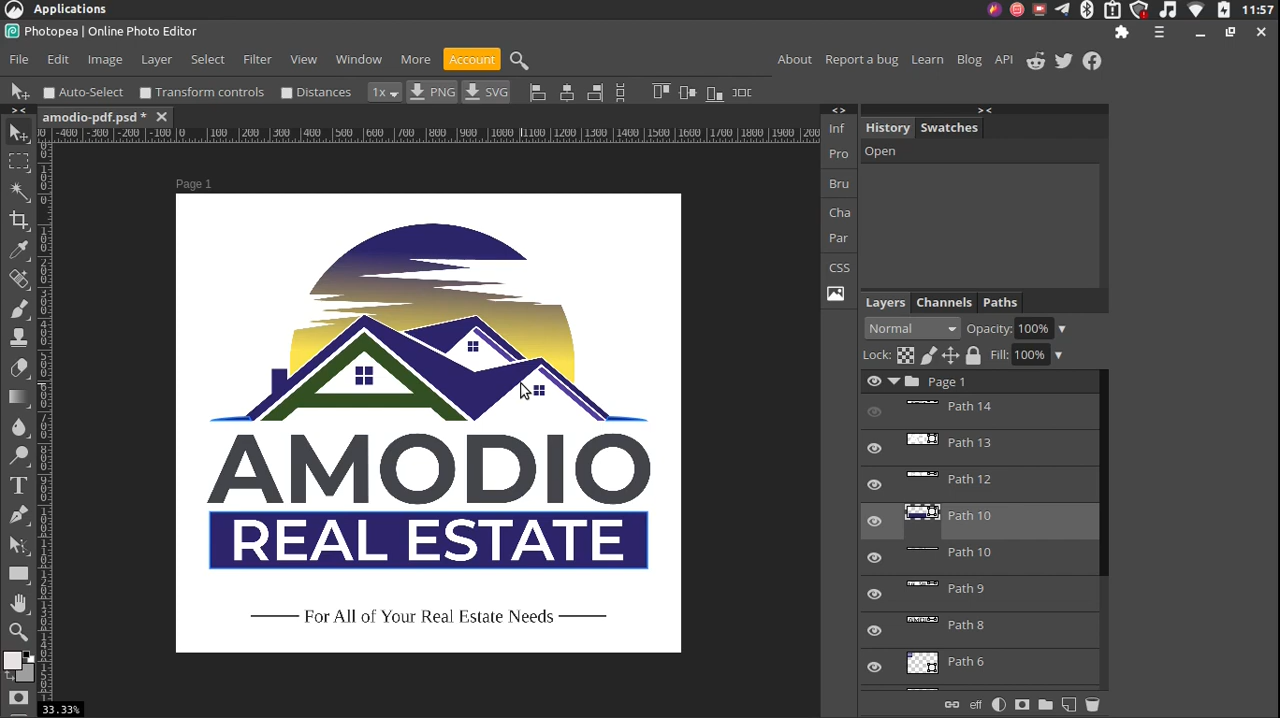 Applications
11:57
Photopea | Online Photo Editor
File Edit Image Layer Select Filter View Window More Account
About Report a bug Learn Blog API
Auto-Select Transform controls Distances 1x PNG SVG
amodio-pdf.psd *
<> > <
Inf
Pro
Bru
Cha
Par
CSS
History Swatches
Open
Page 1
AMODIO
REAL ESTATE
For All of Your Real Estate Needs
Layers Channels Paths
Normal Opacity: 100%
Lock: Fill: 100%
Page 1
Path 14
Path 13
Path 12
Path 10
Path 10
Path 9
Path 8
Path 6
eff
33.33%